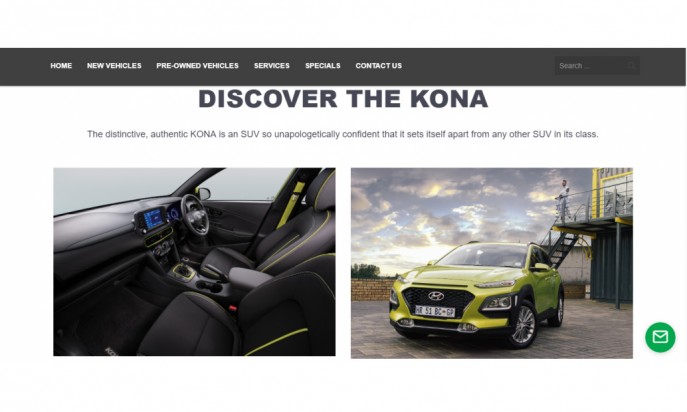 HOME NEW VEHICLES PRE-OWNED VEHICLES SERVICES SPECIALS CONTACT US Search ...
DISCOVER THE KONA
The distinctive, authentic KONA is an SUV so unapologetically confident that it sets itself apart from any other SUV in its class.